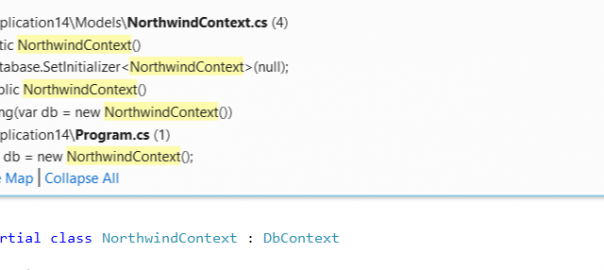 plication14\Models\NorthwindContext.cs (4)
tic NorthwindContext()
tabase.SetInitializer<NorthwindContext>(null);
blic NorthwindContext()
ng(var db = new NorthwindContext())
plication14\Program.cs (1)
db = new NorthwindContext();
e Map | Collapse All
rtial class NorthwindContext : DbContext